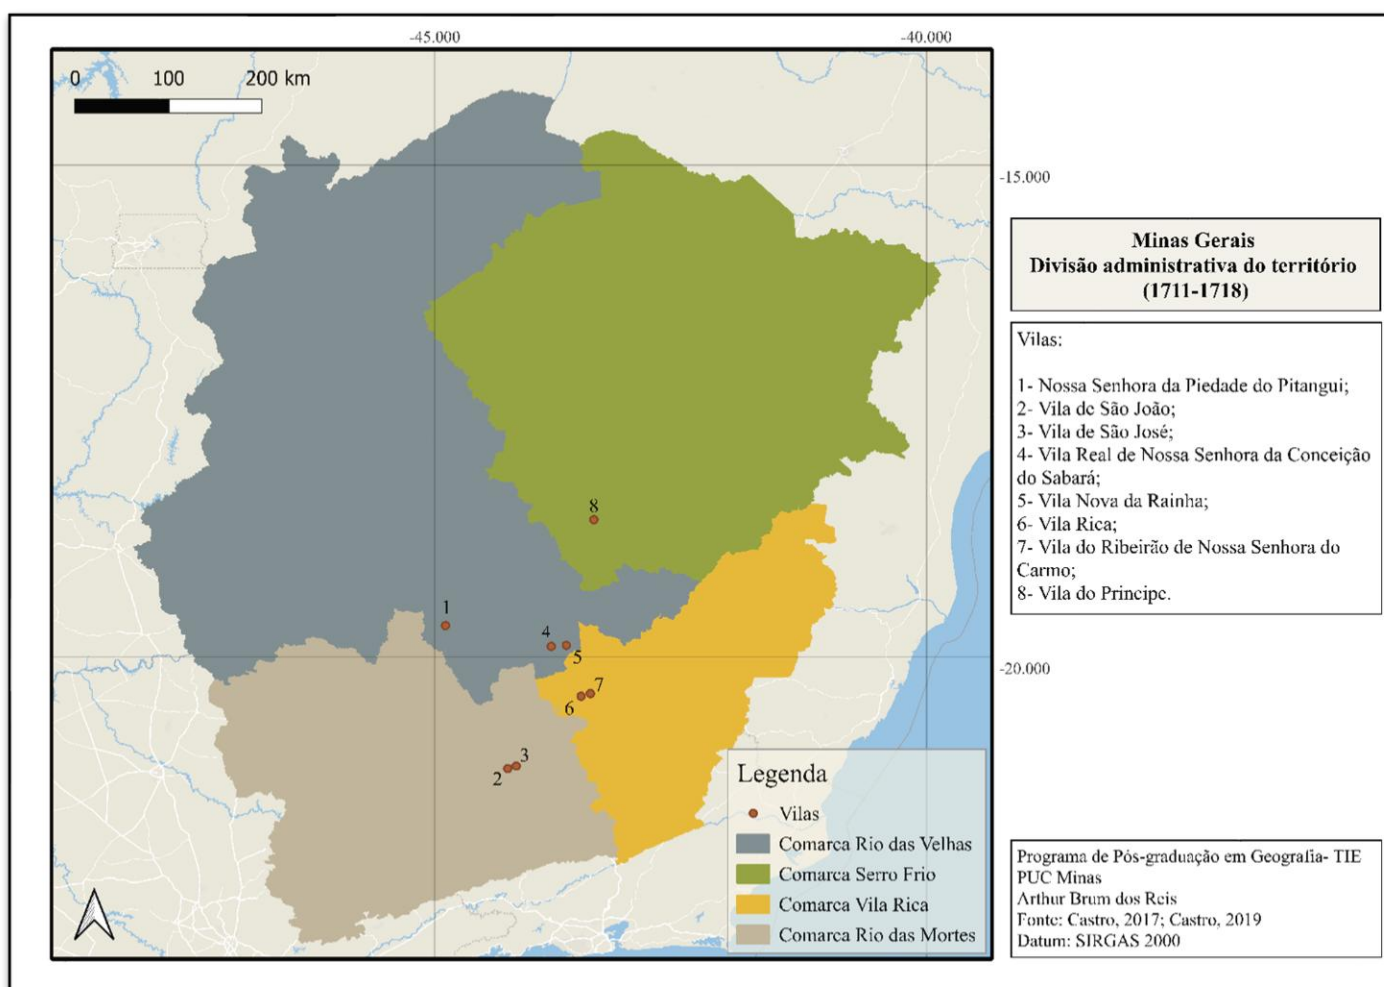 -45.000
-40.000
0 100 200 km
-15.000
Minas Gerais
Divisão administrativa do território
(1711-1718)
Vilas:
1- Nossa Senhora da Piedade do Pitangui;
2- Vila de São João;
3- Vila de São José;
4- Vila Real de Nossa Senhora da Conceição
do Sabará;
5- Vila Nova da Rainha;
6- Vila Rica;
7- Vila do Ribeirão de Nossa Senhora do
Carmo;
8- Vila do Principe.
8
1
4
5
-20.000
7
6
3
2
Legenda
Vilas
Comarca Rio das Velhas
Comarca Serro Frio
Comarca Vila Rica
Comarca Rio das Mortes
Programa de Pós-graduação em Geografia- TIE
PUC Minas
Arthur Brum dos Reis
Fonte: Castro, 2017; Castro, 2019
Datum: SIRGAS 2000